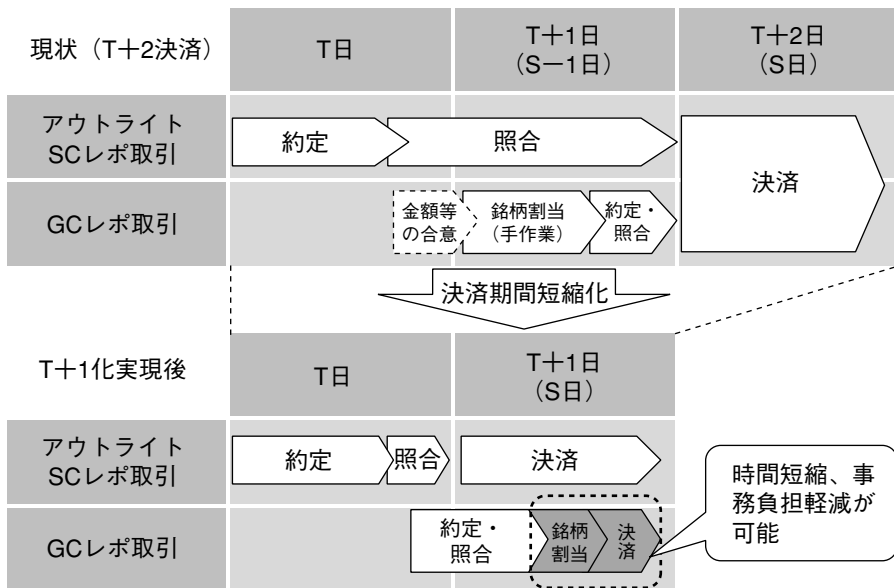 現状（T＋2決済）
T日
T＋1日
（S－1日）
T＋2日
（S日）
アウトライト
SCレポ取引
約定
照合
決済
GCレポ取引
金額等
の合意
銘柄割当
（手作業）
約定・
照合
決済期間短縮化
T＋1化実現後
T日
T＋1日
（S日）
アウトライト
SCレポ取引
約定
照合
決済
GCレポ取引
約定・
照合
銘柄
割当
決
済
時間短縮、事
務負担軽減が
可能